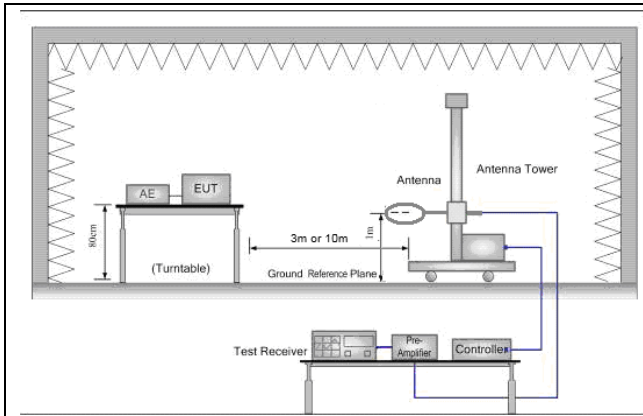 Antenna Tower
Antenna
AE
EUT
80cm
3m or 10m
1m
(Turntable)
Ground Reference Plane
Test Receiver
Pre-
Amplifier
Controller